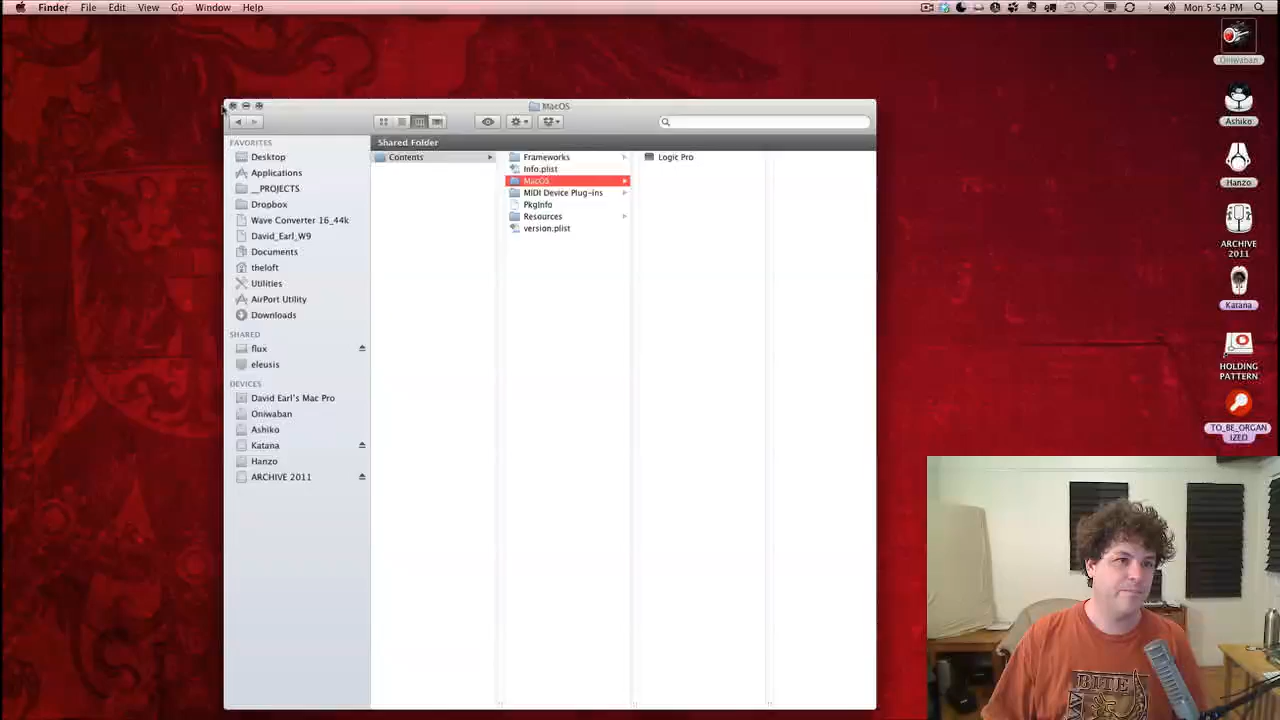 Finder File Edit View Go Window Help
Mon 5:54 PM
MacOS
FAVORITES
Desktop
Applications
__PROJECTS
Dropbox
Wave Converter 16_44k
David_Earl_W9
Documents
theloft
Utilities
AirPort Utility
Downloads
SHARED
flux
eleusis
DEVICES
David Earl's Mac Pro
Oniwaban
Ashiko
Katana
Hanzo
ARCHIVE 2011
Shared Folder
Contents
Frameworks
Info.plist
MacOS
MIDI Device Plug-ins
PkgInfo
Resources
version.plist
Logic Pro
Oniwaban
Ashiko
Hanzo
ARCHIVE
2011
Katana
HOLDING
PATTERN
TO_BE_ORGAN
IZED
BITE